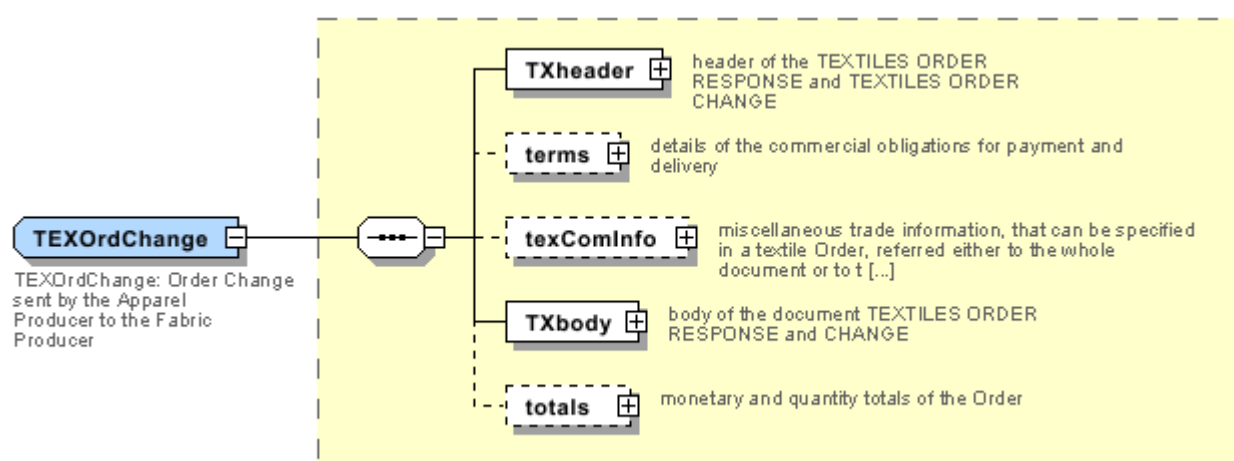 TXheader
header of the TEXTILES ORDER
RESPONSE and TEXTILES ORDER
CHANGE
terms
details of the commercial obligations for payment and
delivery
TEXOrdChange
TEXOrdChange: Order Change
sent by the Apparel
Producer to the Fabric
Producer
texComInfo
miscellaneous trade information, that can be specified
in a textile Order, referred either to the whole
document or to t [...]
TXbody
body of the document TEXTILES ORDER
RESPONSE and CHANGE
totals
monetary and quantity totals of the Order